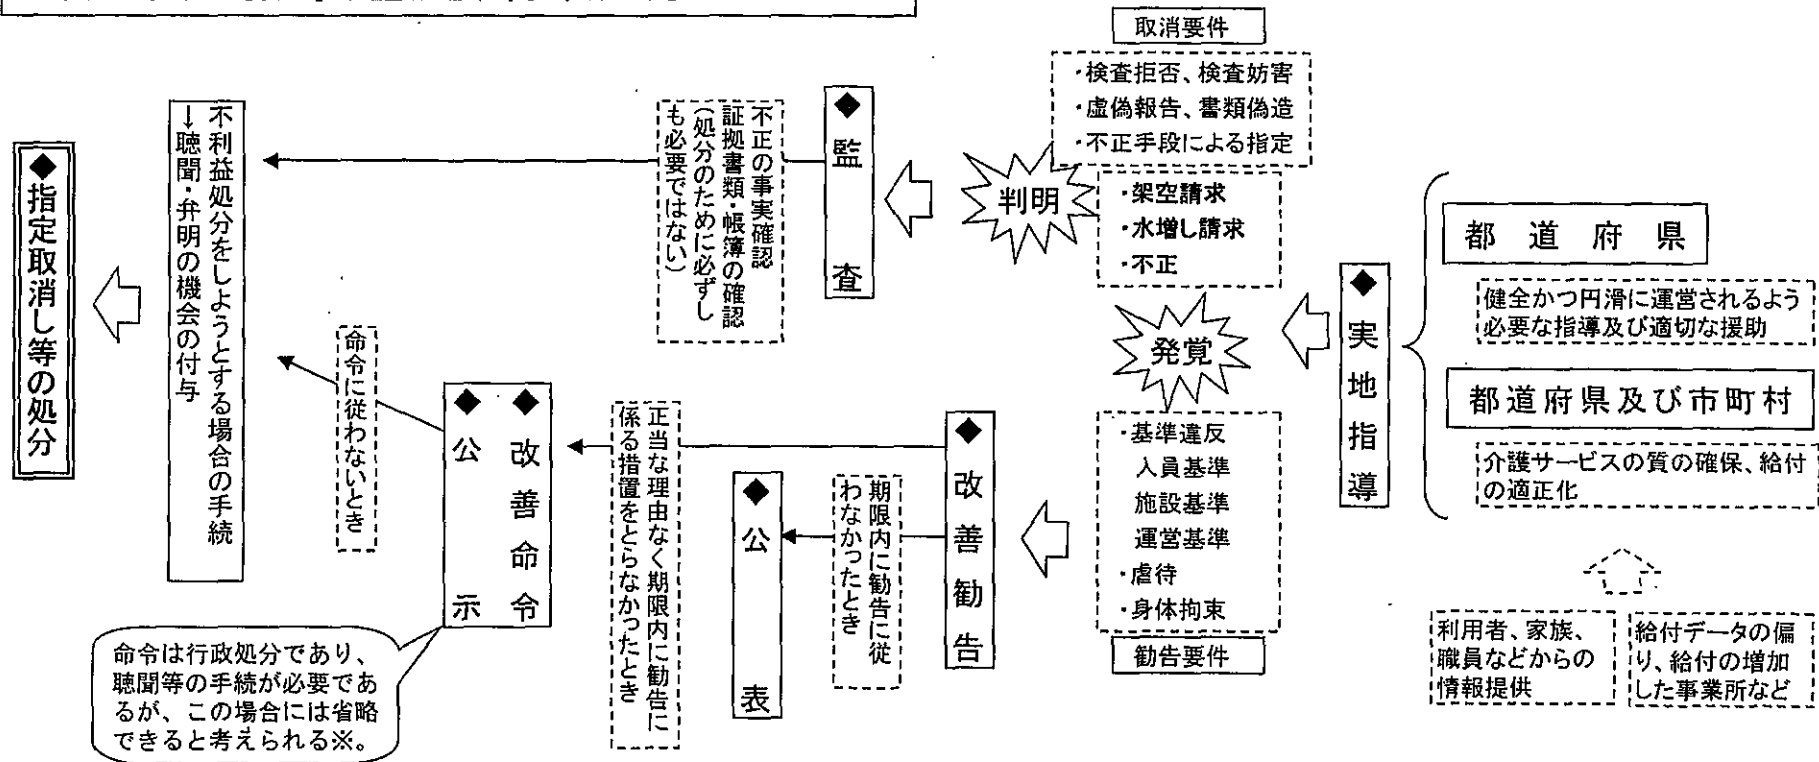 取消要件
・検査拒否、検査妨害
・虚偽報告、書類偽造
・不正手段による指定
・架空請求
・水増し請求
・不正
判明
発覚
・基準違反
人員基準
施設基準
運営基準
・虐待
・身体拘束
勧告要件
都道府県
健全かつ円滑に運営されるよう
必要な指導及び適切な援助
都道府県及び市町村
介護サービスの質の確保、給付
の適正化
利用者、家族、
職員などからの
情報提供
給付データの偏
り、給付の増加
した事業所など
◆実地指導
◆監査
不正の事実確認
証拠書類・帳簿の確認
(処分のために必ずし
も必要ではない)
◆改善勧告
期限内に勧告に従
わなかったとき
◆公表
正当な理由なく期限内に勧告に
係る措置をとらなかったとき
◆改善命令
◆公示
命令に従わないとき
命令は行政処分であり、
聴聞等の手続が必要であ
るが、この場合には省略
できると考えられる※。
不利益処分をしようとする場合の手続
→聴聞・弁明の機会の付与
◆指定取消し等の処分